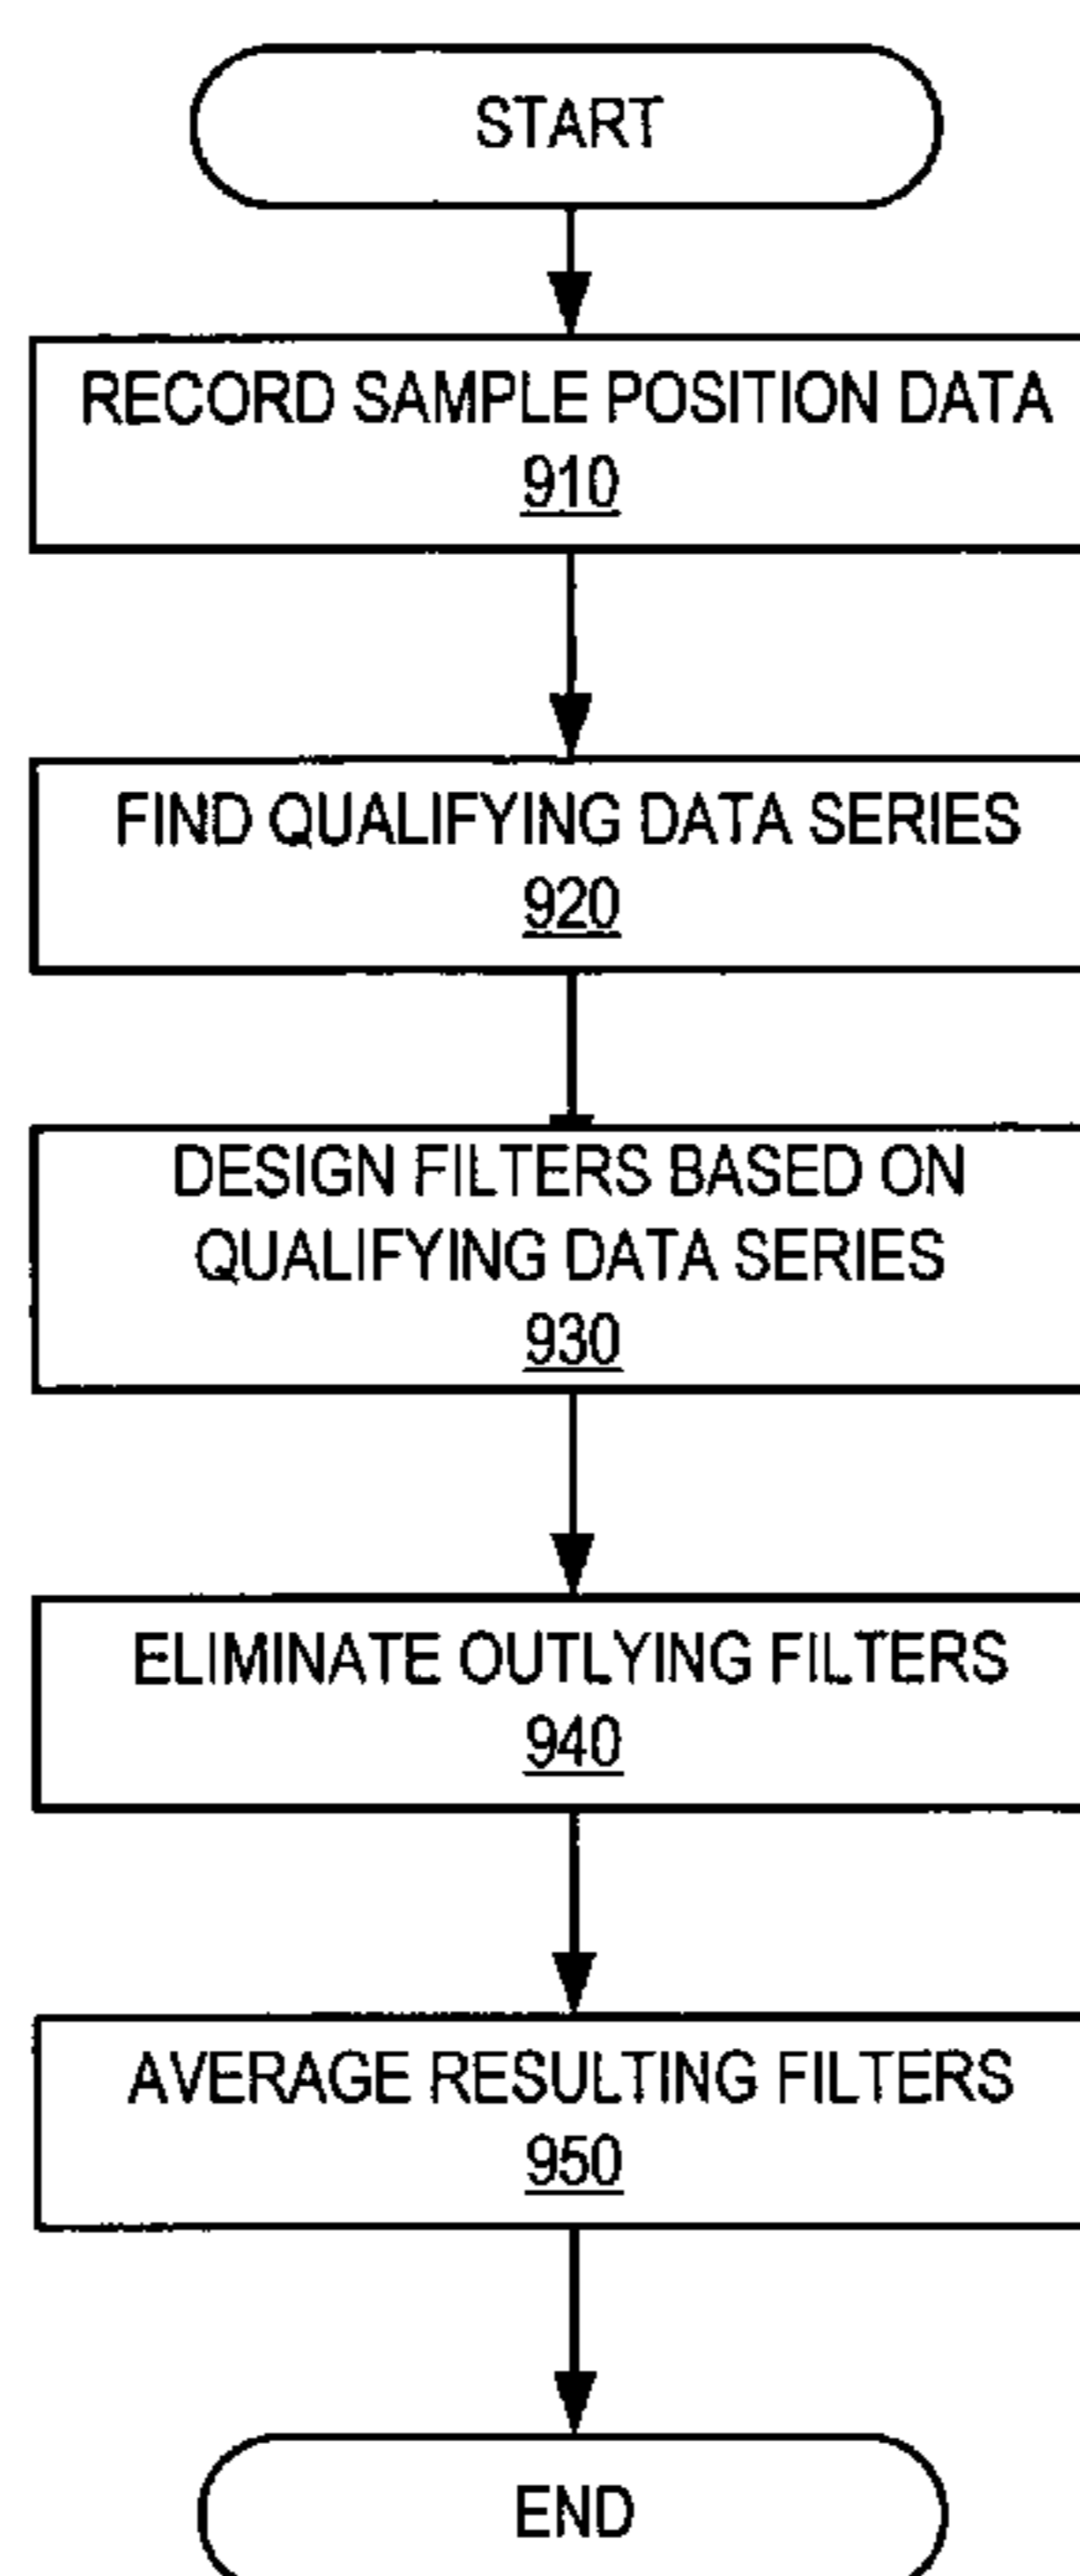 START
RECORD SAMPLE POSITION DATA
910
FIND QUALIFYING DATA SERIES
920
DESIGN FILTERS BASED ON
QUALIFYING DATA SERIES
930
ELIMINATE OUTLYING FILTERS
940
AVERAGE RESULTING FILTERS
950
END